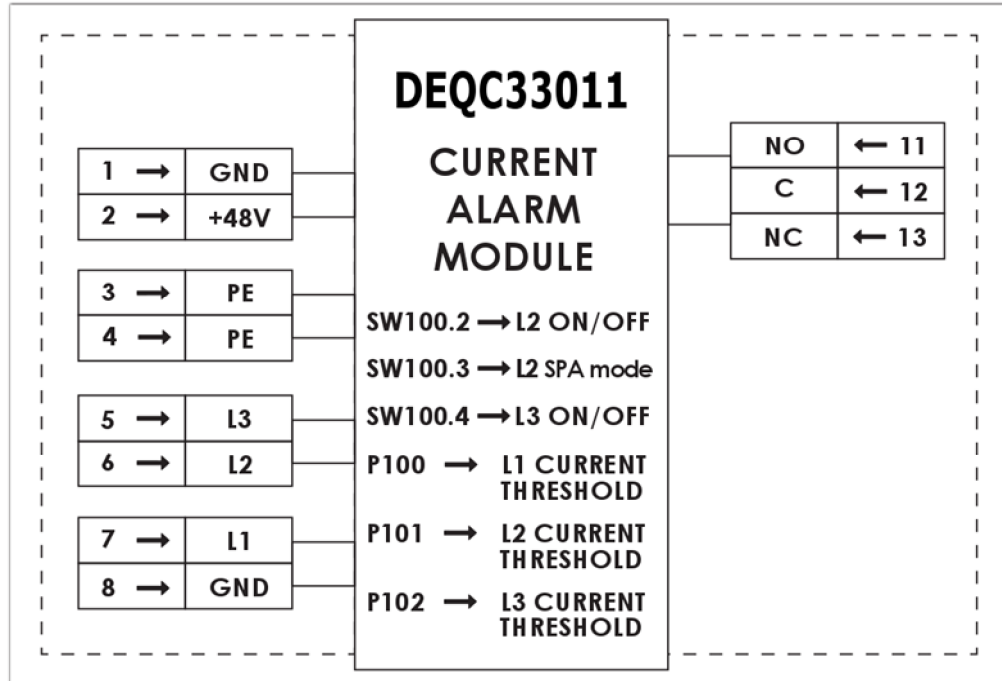 DEQC33011
CURRENT
ALARM
MODULE
1 → GND
2 → +48V
3 → PE
4 → PE
5 → L3
6 → L2
7 → L1
8 → GND
SW100.2 → L2 ON/OFF
SW100.3 → L2 SPA mode
SW100.4 → L3 ON/OFF
P100 → L1 CURRENT
THRESHOLD
P101 → L2 CURRENT
THRESHOLD
P102 → L3 CURRENT
THRESHOLD
NO ← 11
C ← 12
NC ← 13